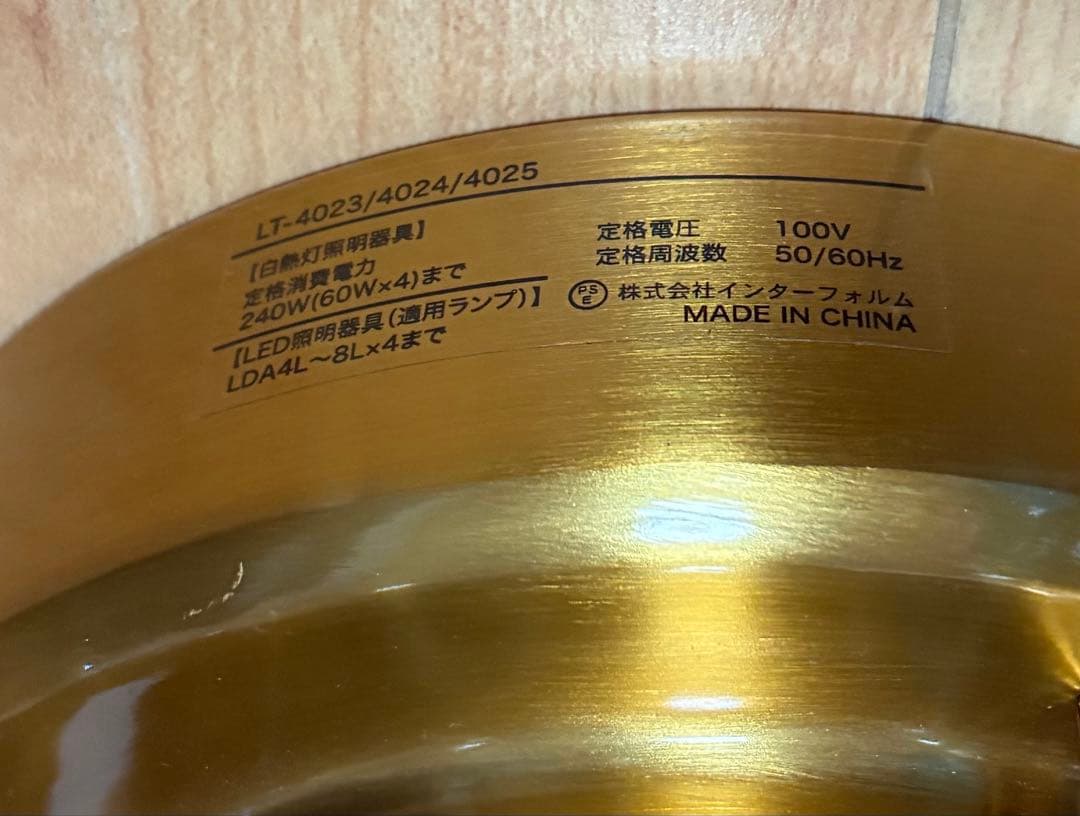 LT-4023/4024/4025
【白熱灯照明器具】
定格消費電力
240W(60W×4)まで
【LED照明器具(適用ランプ)】
LDA4L～8L×4まで
定格電圧 100V
定格周波数 50/60Hz
PSE 株式会社インターフォルム
MADE IN CHINA